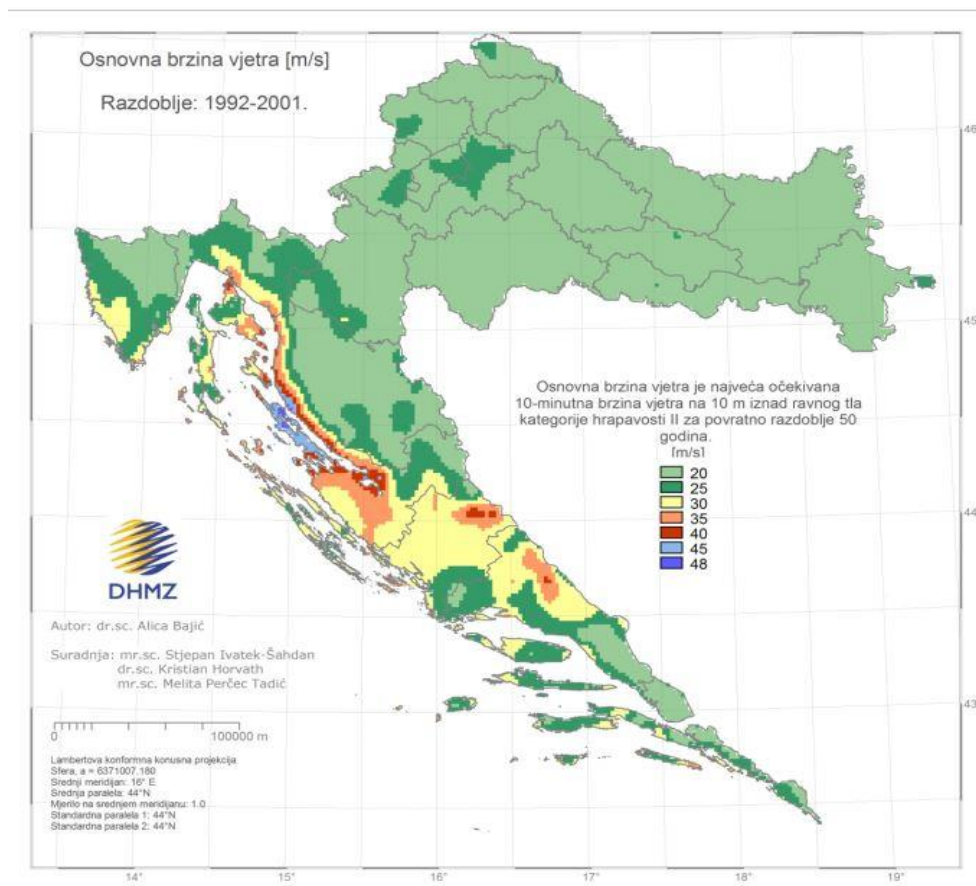 Osnovna brzina vjetra [m/s]
Razdoblje: 1992-2001.
46
45
Osnovna brzina vjetra je najveća očekivana
10-minutna brzina vjetra na 10 m iznad ravnog tla
kategorije hrapavosti II za povratno razdoblje 50
godina.
[m/s]
20
25
30
35
40
45
48
44
DHMZ
Autor: dr.sc. Alica Bajić
Suradnja: mr.sc. Stjepan Ivatek-Šahdan
dr.sc. Kristian Horvath
mr.sc. Melita Perčec Tadić
43
0 100000 m
Lambertova konformna konusna projekcija
Sfera, a = 6371007.180
Srednji meridijan: 16° E
Srednja paralela: 44°N
Mjerilo na srednjem meridijanu: 1.0
Standardna paralela 1: 44°N
Standardna paralela 2: 44°N
14° 15° 16° 17° 18° 19°